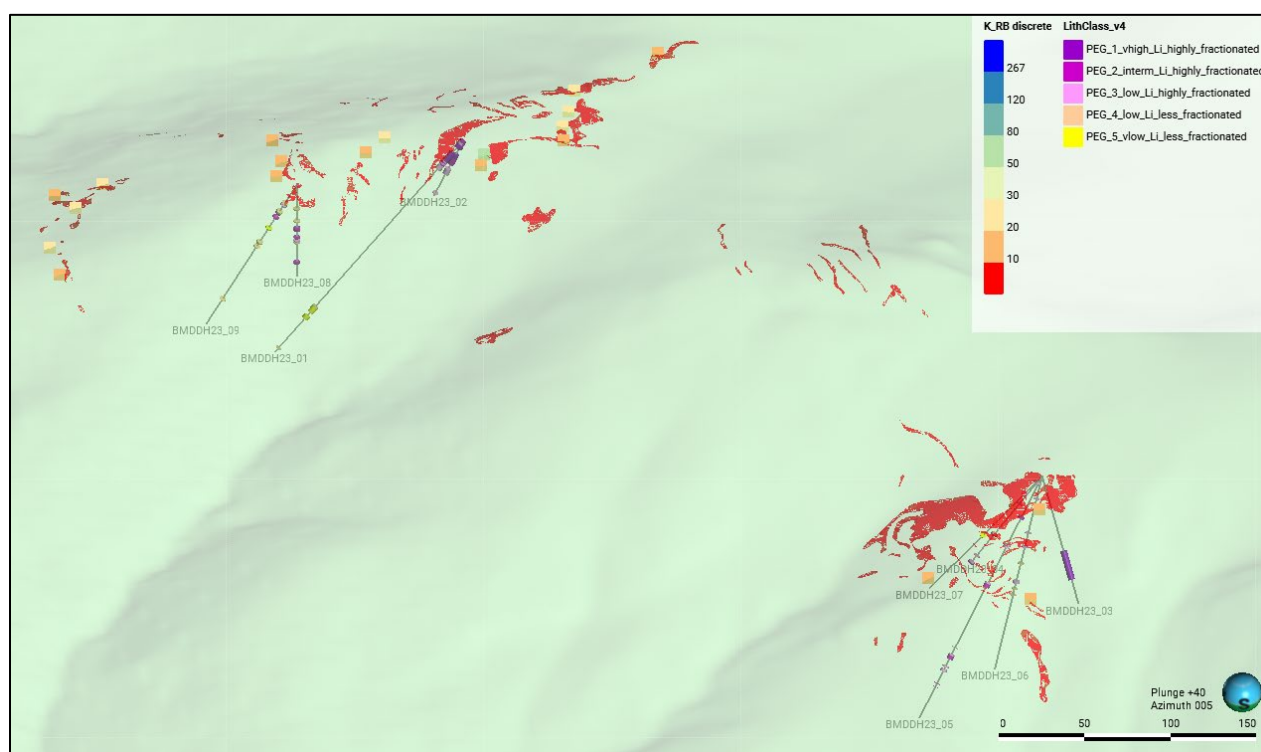 K_RB discrete
LithClass_v4
267
120
80
50
30
20
10
PEG_1_vhigh_Li_highly_fractionated
PEG_2_interm_Li_highly_fractionated
PEG_3_low_Li_highly_fractionated
PEG_4_low_Li_less_fractionated
PEG_5_vlow_Li_less_fractionated
BMDDH23_02
BMDDH23_08
BMDDH23_09
BMDDH23_01
BMDDH23_04
BMDDH23_07
BMDDH23_03
BMDDH23_06
BMDDH23_05
Plunge +40
Azimuth 005
S
0 50 100 150